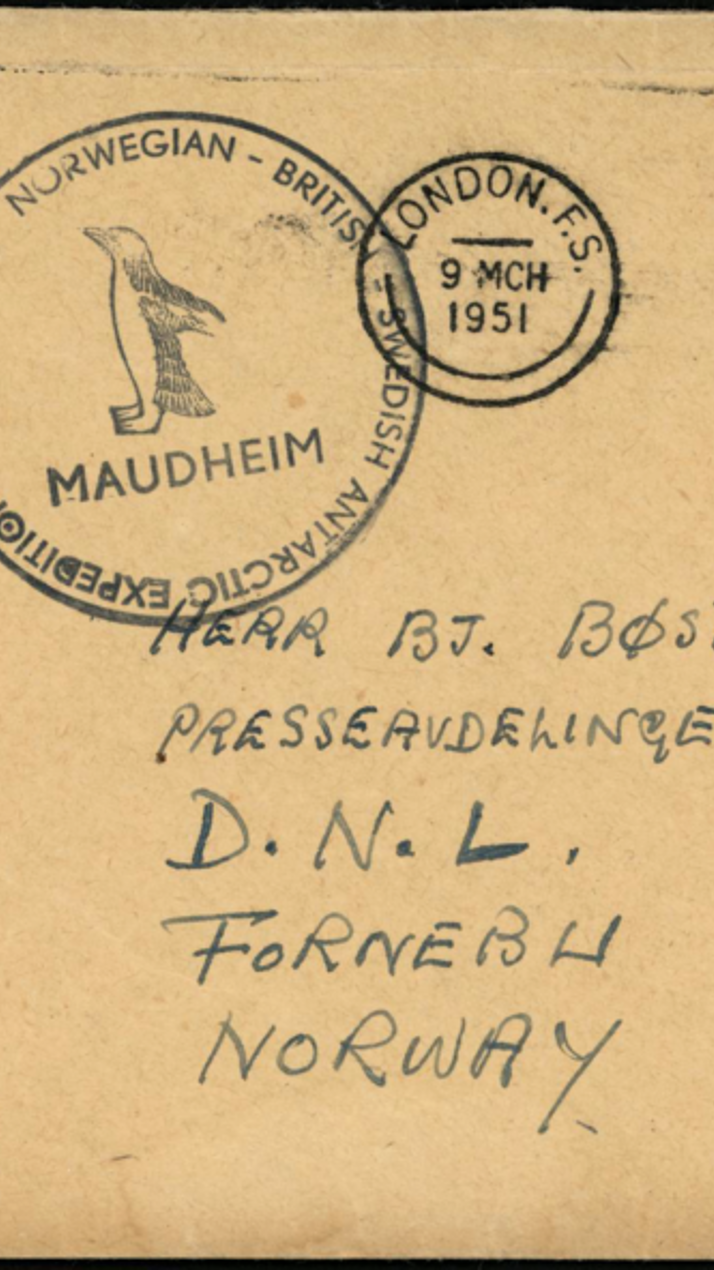 NORWEGIAN - BRITISH - SWEDISH ANTARCTIC EXPEDITION
MAUDHEIM
LONDON. F.S.
9 MCH
1951
HERR BJ.
PRESSEAVDELINGE
D. N. L.
FORNEBU
NORWAY